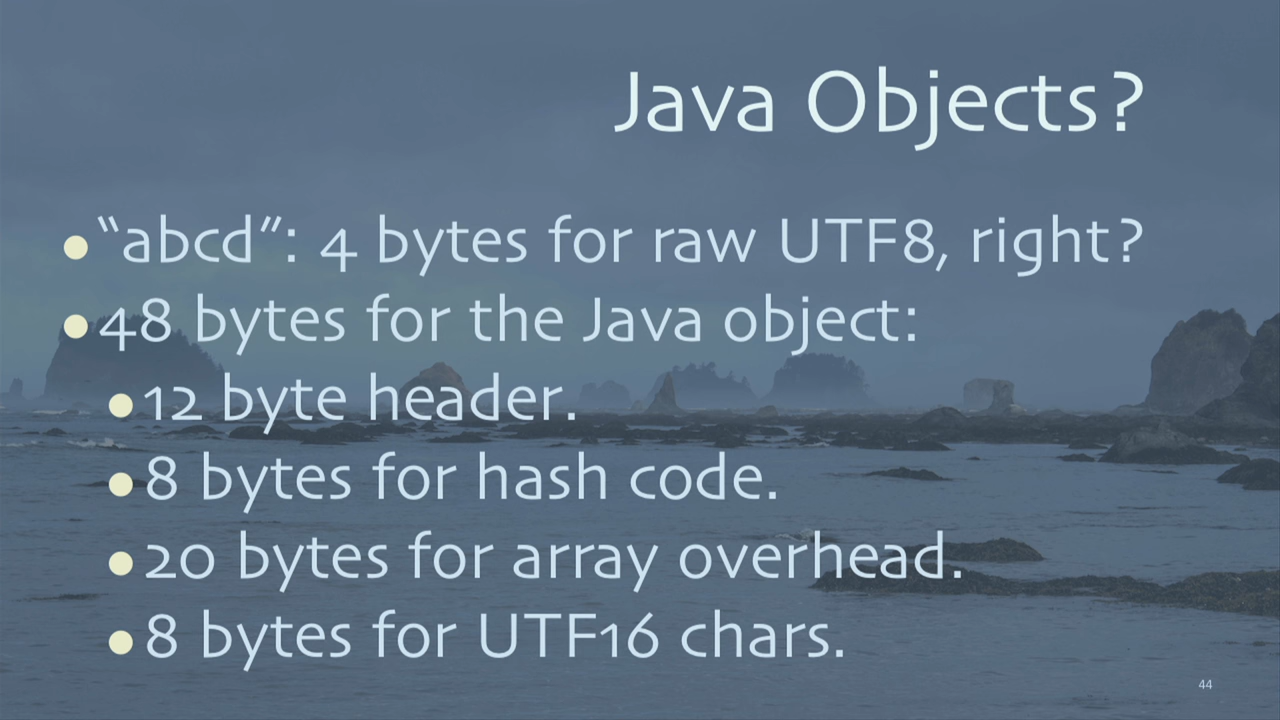 Java Objects?
• “abcd”: 4 bytes for raw UTF8, right?
• 48 bytes for the Java object:
• 12 byte header.
• 8 bytes for hash code.
• 20 bytes for array overhead.
• 8 bytes for UTF16 chars.
44